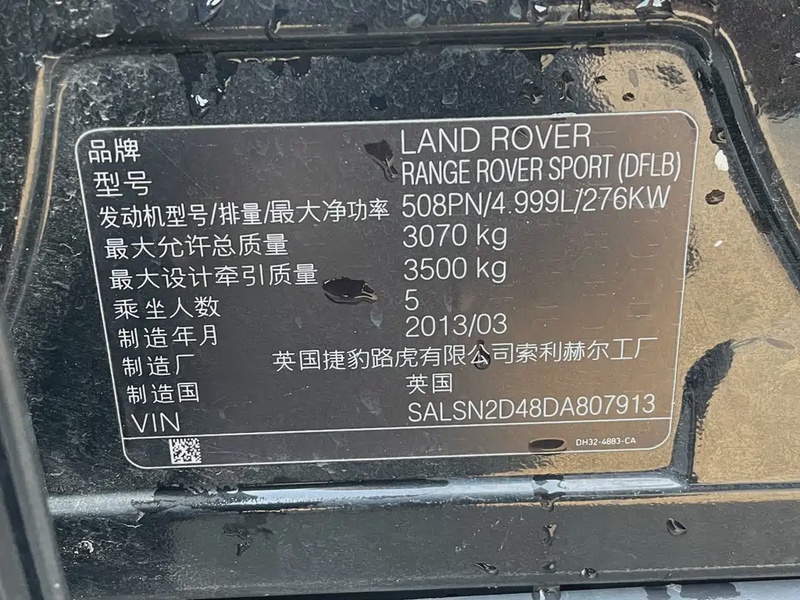 品牌 LAND ROVER
型号 RANGE ROVER SPORT (DFLB)
发动机型号/排量/最大净功率 508PN/4.999L/276KW
最大允许总质量 3070 kg
最大设计牵引质量 3500 kg
乘坐人数 5
制造年月 2013/03
制造厂 英国捷豹路虎有限公司索利赫尔工厂
制造国 英国
VIN SALSN2D48DA807913
DH32-4883-CA